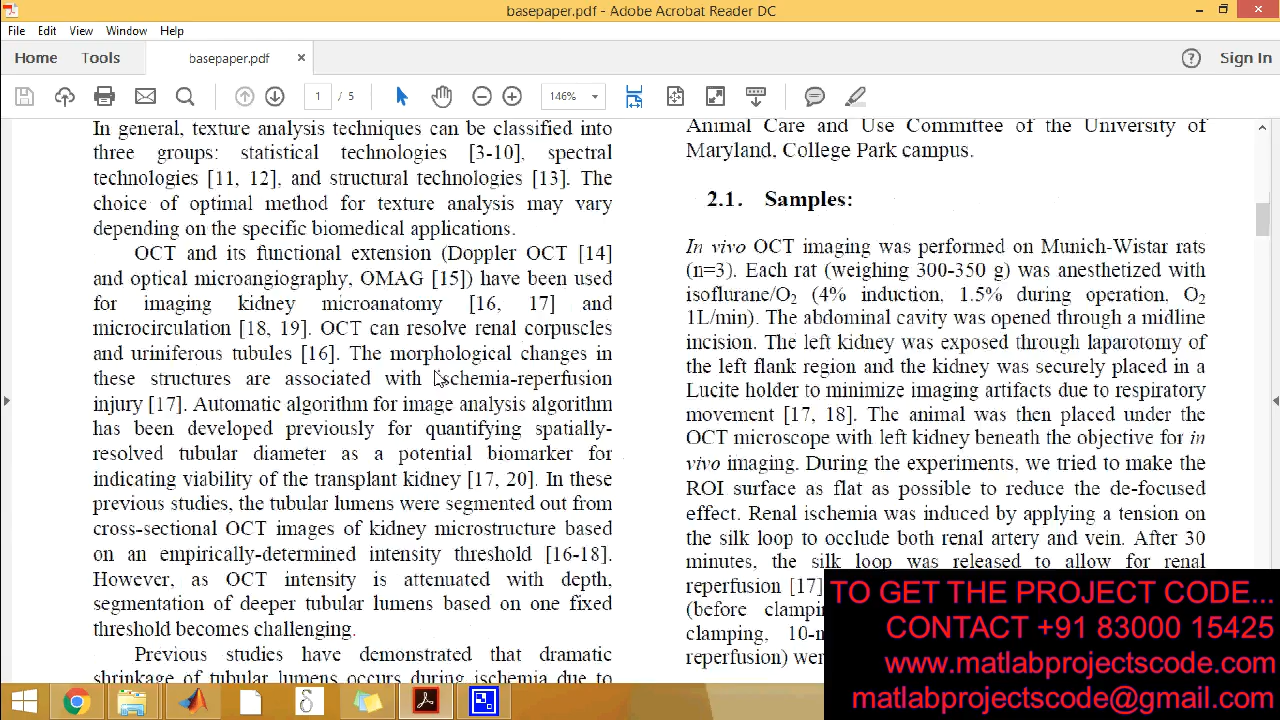 basepaper.pdf - Adobe Acrobat Reader DC
File Edit View Window Help
Home Tools basepaper.pdf × Sign In
1 / 5 146%
In general, texture analysis techniques can be classified into
three groups: statistical technologies [3-10], spectral
technologies [11, 12], and structural technologies [13]. The
choice of optimal method for texture analysis may vary
depending on the specific biomedical applications.
OCT and its functional extension (Doppler OCT [14]
and optical microangiography, OMAG [15]) have been used
for imaging kidney microanatomy [16, 17] and
microcirculation [18, 19]. OCT can resolve renal corpuscles
and uriniferous tubules [16]. The morphological changes in
these structures are associated with ischemia-reperfusion
injury [17]. Automatic algorithm for image analysis algorithm
has been developed previously for quantifying spatially-
resolved tubular diameter as a potential biomarker for
indicating viability of the transplant kidney [17, 20]. In these
previous studies, the tubular lumens were segmented out from
cross-sectional OCT images of kidney microstructure based
on an empirically-determined intensity threshold [16-18].
However, as OCT intensity is attenuated with depth,
segmentation of deeper tubular lumens based on one fixed
threshold becomes challenging.
Previous studies have demonstrated that dramatic
shrinkage of tubular lumens occurs during ischemia due to
Animal Care and Use Committee of the University of
Maryland, College Park campus.
2.1. Samples:
In vivo OCT imaging was performed on Munich-Wistar rats
(n=3). Each rat (weighing 300-350 g) was anesthetized with
isoflurane/O2 (4% induction, 1.5% during operation, O2
1L/min). The abdominal cavity was opened through a midline
incision. The left kidney was exposed through laparotomy of
the left flank region and the kidney was securely placed in a
Lucite holder to minimize imaging artifacts due to respiratory
movement [17, 18]. The animal was then placed under the
OCT microscope with left kidney beneath the objective for in
vivo imaging. During the experiments, we tried to make the
ROI surface as flat as possible to reduce the de-focused
effect. Renal ischemia was induced by applying a tension on
the silk loop to occlude both renal artery and vein. After 30
minutes, the silk loop was released to allow for renal
reperfusion [17]
(before clampin
clamping, 10-m
reperfusion) were
TO GET THE PROJECT CODE...
CONTACT +91 83000 15425
www.matlabprojectscode.com
matlabprojectscode@gmail.com